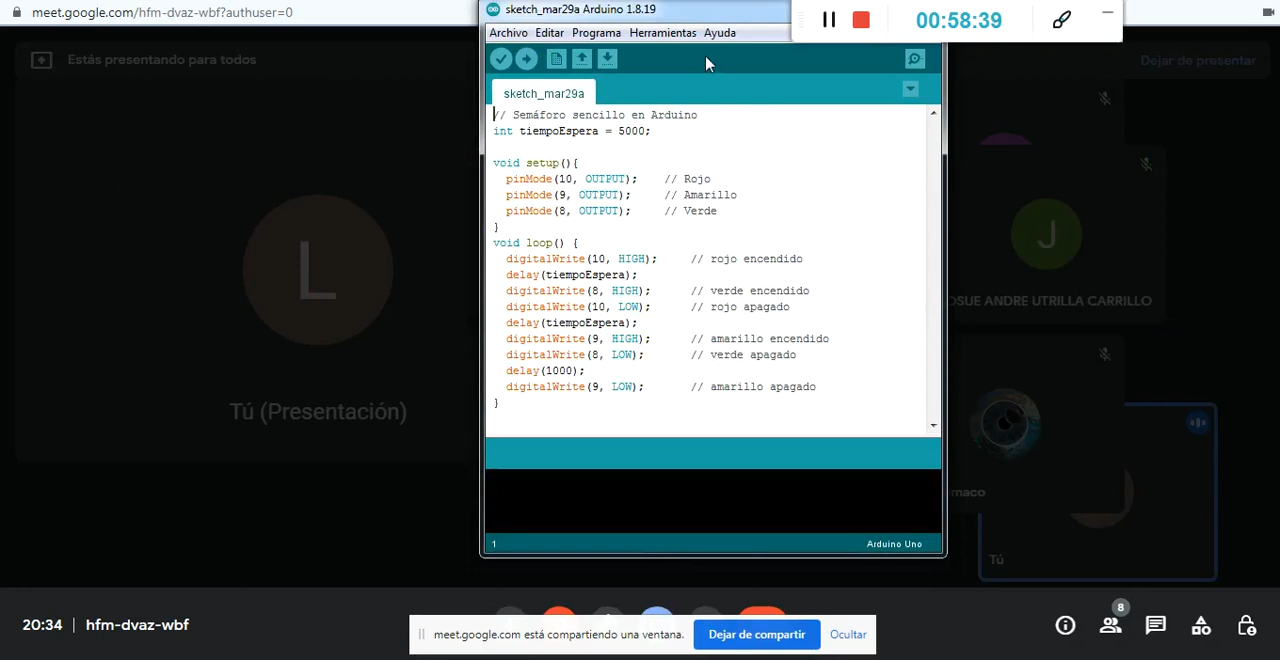 meet.google.com/hfm-dvaz-wbf?authuser=0
sketch_mar29a Arduino 1.8.19
00:58:39
Archivo Editar Programa Herramientas Ayuda
Estás presentando para todos
Dejar de presentar
sketch_mar29a
// Semáforo sencillo en Arduino
int tiempoEspera = 5000;
void setup(){
pinMode(10, OUTPUT); // Rojo
pinMode(9, OUTPUT); // Amarillo
pinMode(8, OUTPUT); // Verde
}
void loop() {
digitalWrite(10, HIGH); // rojo encendido
delay(tiempoEspera);
digitalWrite(8, HIGH); // verde encendido
digitalWrite(10, LOW); // rojo apagado
delay(tiempoEspera);
digitalWrite(9, HIGH); // amarillo encendido
digitalWrite(8, LOW); // verde apagado
delay(1000);
digitalWrite(9, LOW); // amarillo apagado
}
L
Tú (Presentación)
J
OSUE ANDRE UTRILLA CARRILLO
maco
Tú
1
Arduino Uno
20:34 | hfm-dvaz-wbf
8
meet.google.com está compartiendo una ventana.
Dejar de compartir
Ocultar